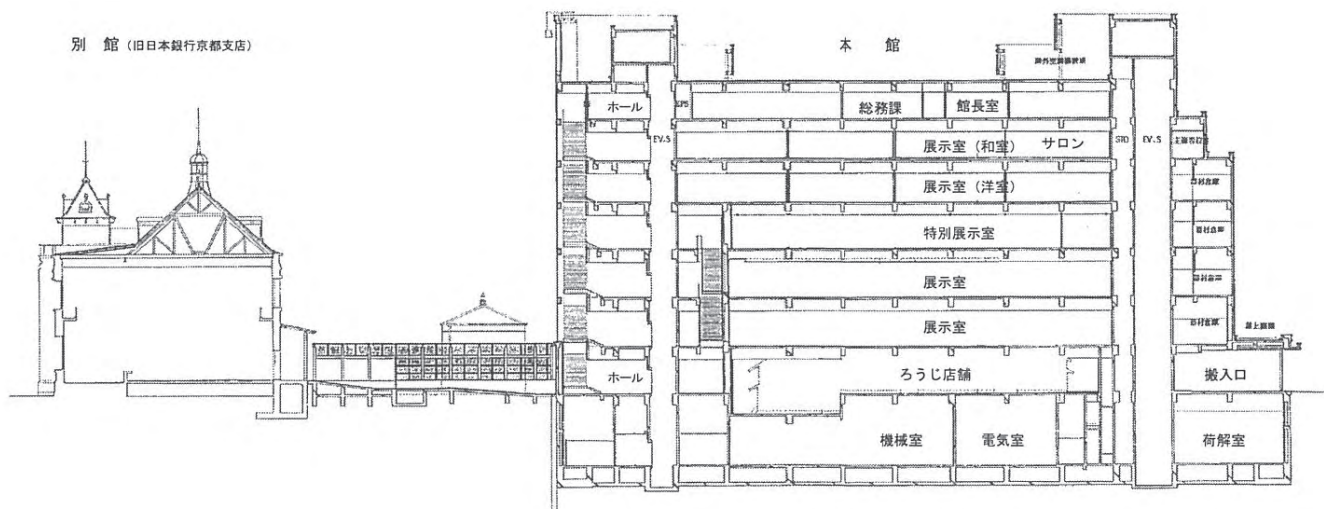 別 館 (旧日本銀行京都支店)
本 館
ホール
総務課
館長室
EV.S
展示室 (和室)
サロン
STO
EV.S
展示室 (洋室)
特別展示室
展示室
展示室
ホール
ろうじ店舗
搬入口
機械室
電気室
荷解室